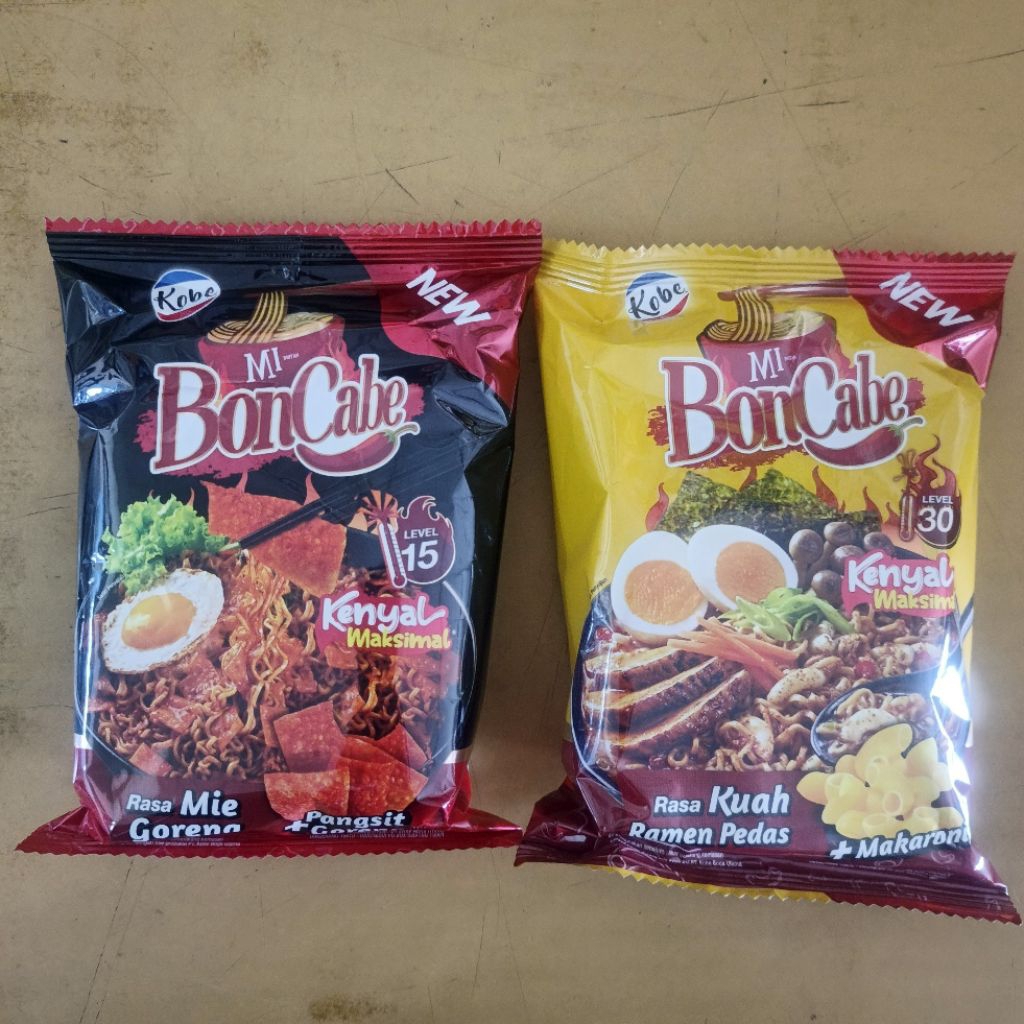 Kobe
NEW
MI
BonCabe
LEVEL
15
Kenyal
Maksimal
Rasa Mie
Goreng
+ Pangsit
Goreng
Kobe
NEW
MI
BonCabe
LEVEL
30
Kenyal
Maksimal
Rasa Kuah
Ramen Pedas
+ Makaroni